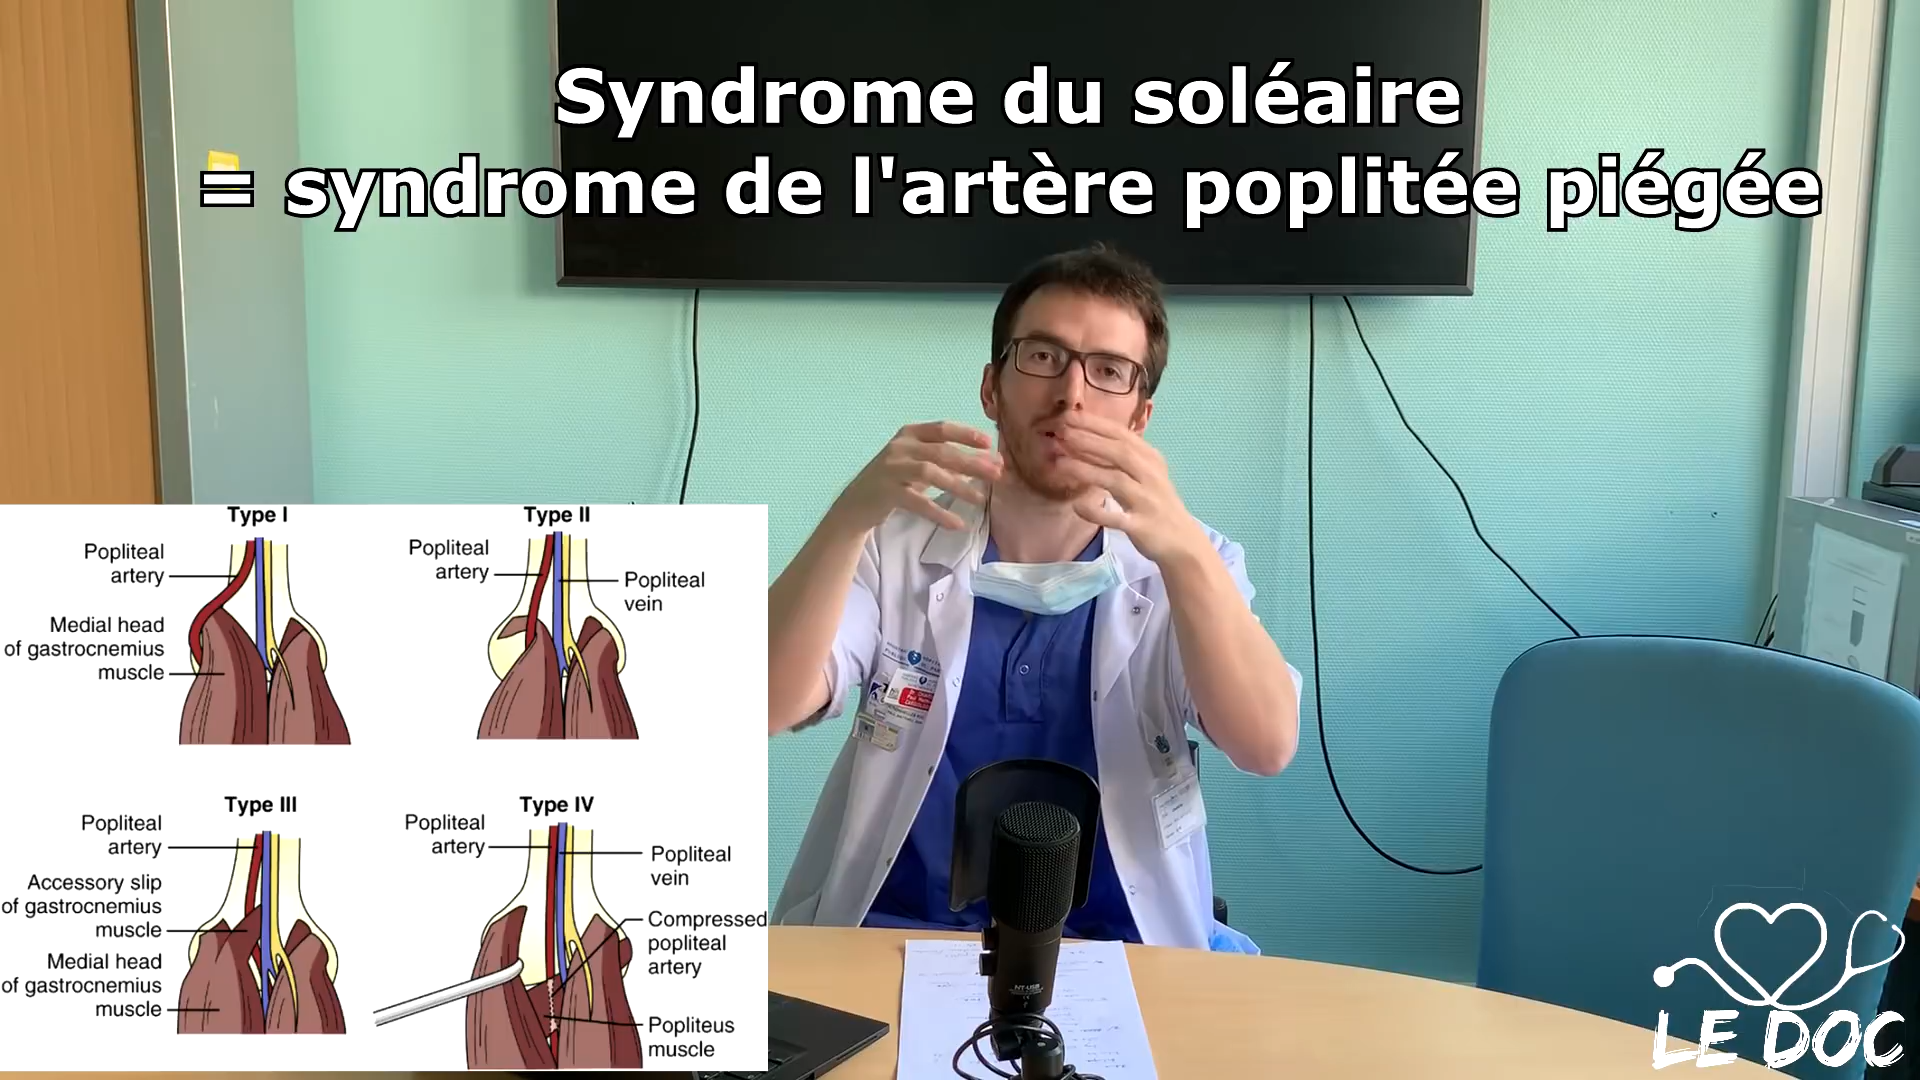 Syndrome du soléaire
= syndrome de l'artère poplitée piégée
Type I
Popliteal
artery
Medial head
of gastrocnemius
muscle
Type II
Popliteal
artery
Popliteal
vein
Type III
Popliteal
artery
Accessory slip
of gastrocnemius
muscle
Medial head
of gastrocnemius
muscle
Type IV
Popliteal
artery
Popliteal
vein
Compressed
popliteal
artery
Popliteus
muscle
NT-USB
LE DOC